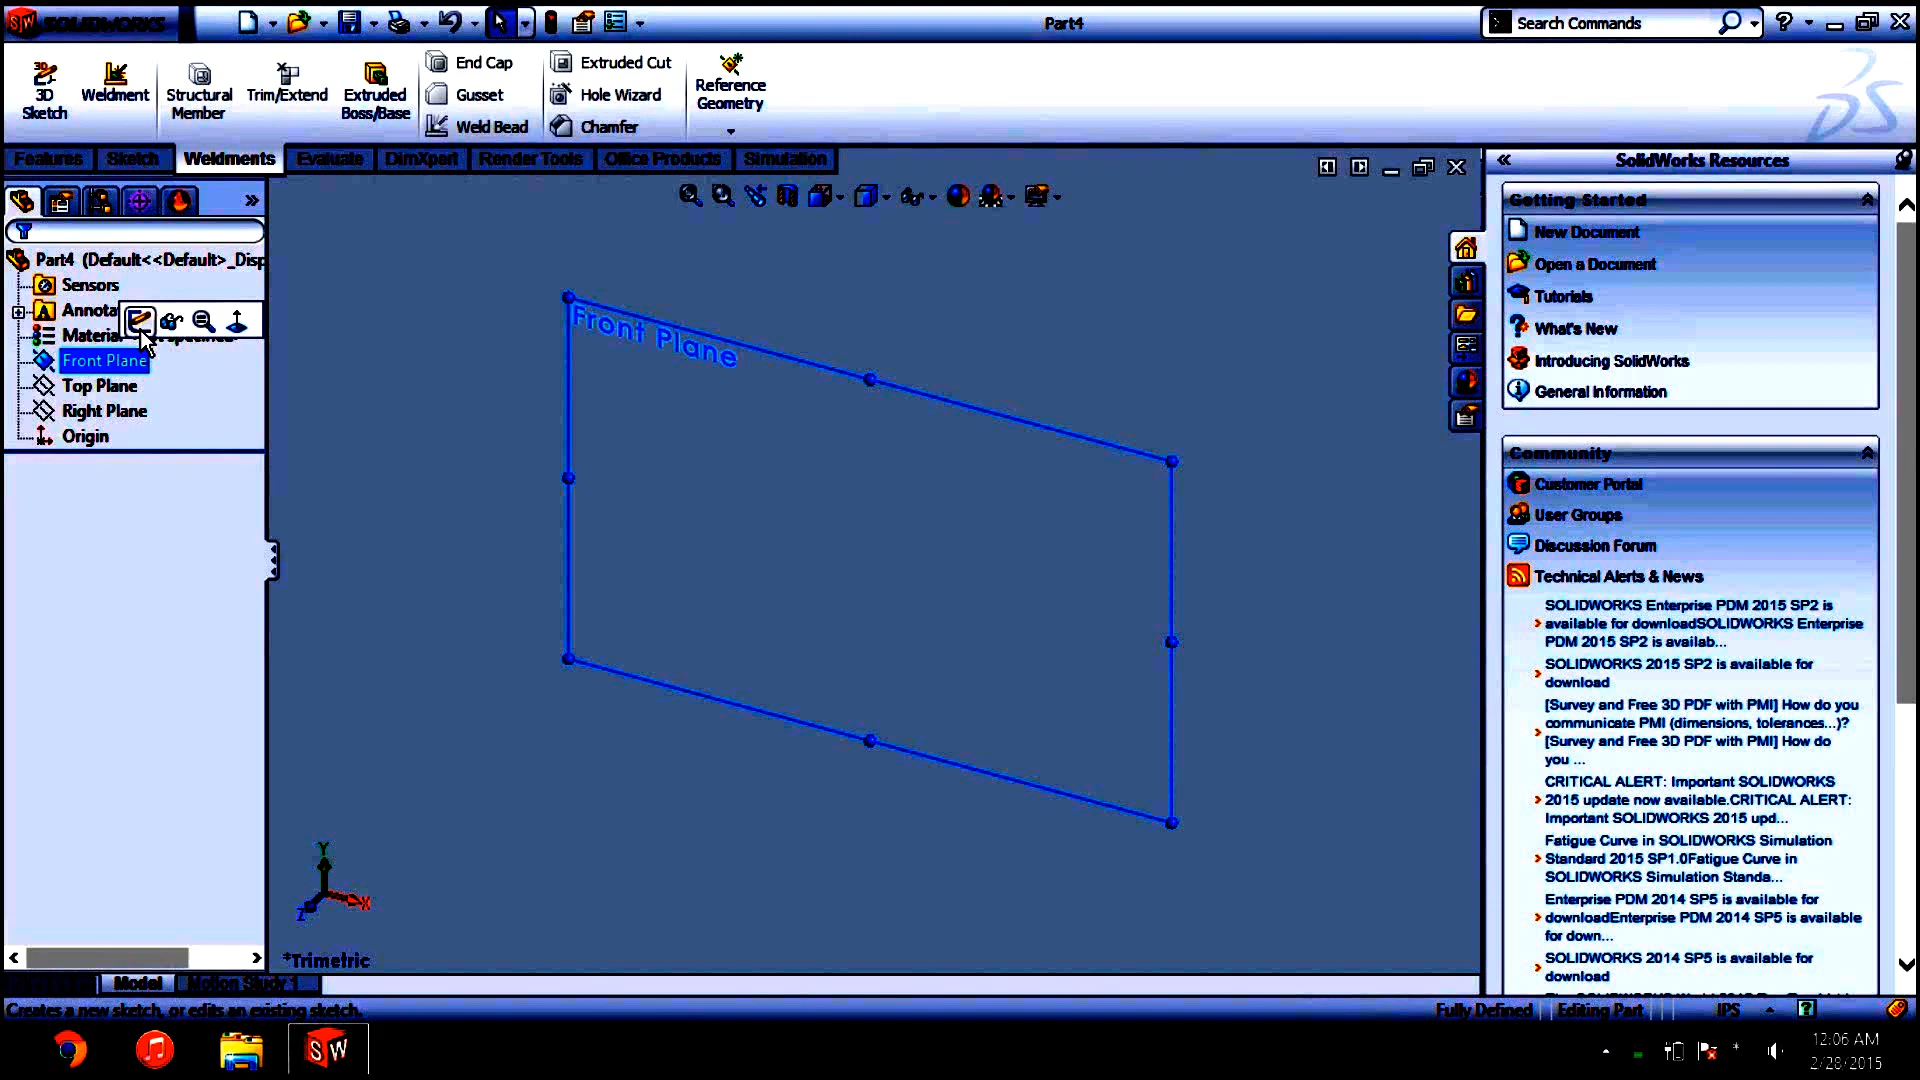 SOLIDWORKS
Part4
Search Commands
3D
Sketch
Weldment
Structural
Member
Trim/Extend
Extruded
Boss/Base
End Cap
Gusset
Weld Bead
Extruded Cut
Hole Wizard
Chamfer
Reference
Geometry
Features
Sketch
Weldments
Evaluate
DimXpert
Render Tools
Office Products
Simulation
Part4 (Default<<Default>_Disp
Sensors
Annota
Material
Front Plane
Top Plane
Right Plane
Origin
Front Plane
Y
X
Z
*Trimetric
Model
Motion Study 1
Creates a new sketch, or edits an existing sketch.
Fully Defined
Editing Part
IPS
SolidWorks Resources
Getting Started
New Document
Open a Document
Tutorials
What's New
Introducing SolidWorks
General Information
Community
Customer Portal
User Groups
Discussion Forum
Technical Alerts & News
SOLIDWORKS Enterprise PDM 2015 SP2 is
available for downloadSOLIDWORKS Enterprise
PDM 2015 SP2 is availab...
SOLIDWORKS 2015 SP2 is available for
download
[Survey and Free 3D PDF with PMI] How do you
communicate PMI (dimensions, tolerances...)?
[Survey and Free 3D PDF with PMI] How do
you ...
CRITICAL ALERT: Important SOLIDWORKS
2015 update now available.CRITICAL ALERT:
Important SOLIDWORKS 2015 upd...
Fatigue Curve in SOLIDWORKS Simulation
Standard 2015 SP1.0Fatigue Curve in
SOLIDWORKS Simulation Standa...
Enterprise PDM 2014 SP5 is available for
downloadEnterprise PDM 2014 SP5 is available
for down...
SOLIDWORKS 2014 SP5 is available for
download
SW
12:06 AM
2/28/2015